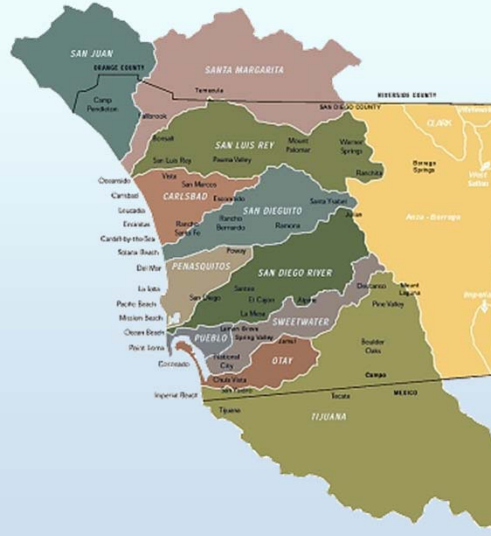 SAN JUAN
ORANGE COUNTY
SANTA MARGARITA
Temecula
RIVERSIDE COUNTY
SAN DIEGO COUNTY
Camp
Pendleton
Fallbrook
CLARK
Bonsall
SAN LUIS REY
Mount
Palomar
Warner
Springs
San Luis Rey
Pauma Valley
Borrego
Springs
West
Salton
Ranchita
Oceanside
Vista
San Marcos
Carlsbad
CARLSBAD
Escondido
Leucadia
SAN DIEGUITO
Santa Ysabel
Julian
Anza - Borrego
Encinitas
Rancho
Santa Fe
Rancho
Bernardo
Ramona
Cardiff-by-the-Sea
Solana Beach
Poway
Del Mar
PENASQUITOS
SAN DIEGO RIVER
La Jolla
Santee
Descanso
Mount
Laguna
San Diego
El Cajon
Alpine
Pine Valley
Pacific Beach
La Mesa
Mission Beach
SWEETWATER
Ocean Beach
Lemon Grove
Spring Valley
PUEBLO
Jamul
Point Loma
Boulder
National
City
OTAY
Coronado
Chula Vista
Campo
MEXICO
Imperial Beach
San Ysidro
Tecate
Tijuana
TIJUANA